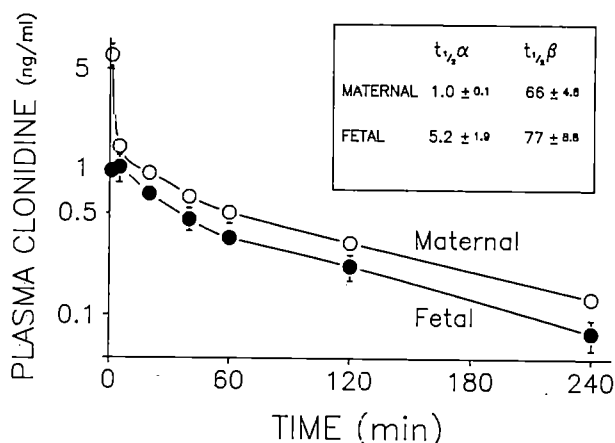 PLASMA CLONIDINE (ng/ml)
5
1
0.5
0.1
t₁/₂α t₁/₂β
MATERNAL 1.0 ± 0.1 66 ± 4.8
FETAL 5.2 ± 1.9 77 ± 8.8
Maternal
Fetal
0 60 120 180 240
TIME (min)